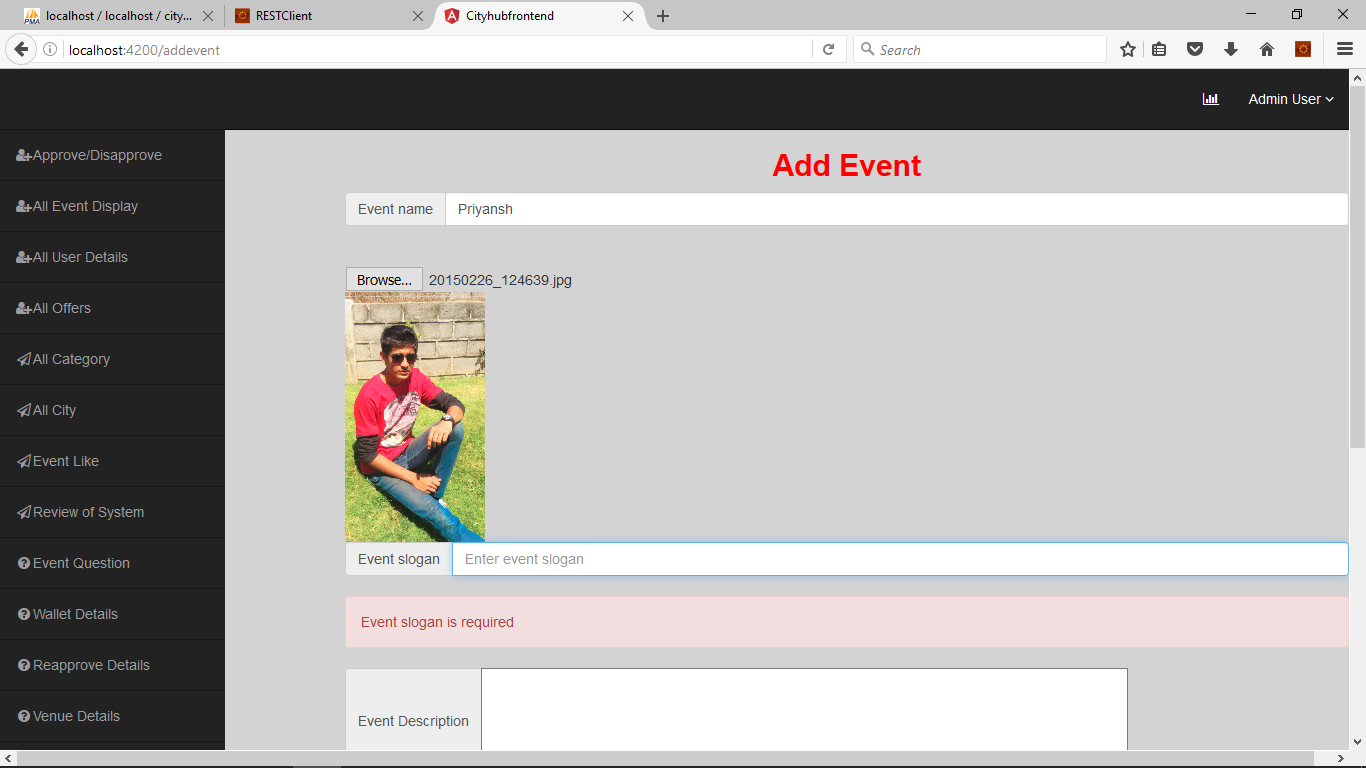 localhost / localhost / city...
RESTClient
Cityhubfrontend
localhost:4200/addevent
Search
Admin User
Approve/Disapprove
All Event Display
All User Details
All Offers
All Category
All City
Event Like
Review of System
Event Question
Wallet Details
Reapprove Details
Venue Details
Add Event
Event name Priyansh
Browse... 20150226_124639.jpg
Event slogan Enter event slogan
Event slogan is required
Event Description